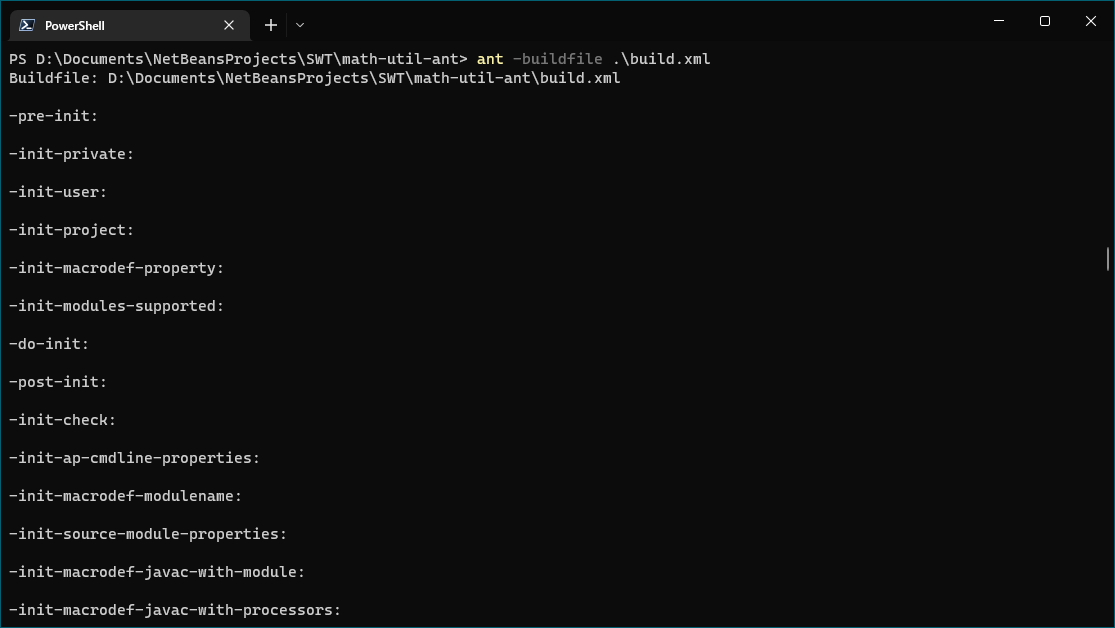 PowerShell
PS D:\Documents\NetBeansProjects\SWT\math-util-ant> ant -buildfile .\build.xml
Buildfile: D:\Documents\NetBeansProjects\SWT\math-util-ant\build.xml
-pre-init:
-init-private:
-init-user:
-init-project:
-init-macrodef-property:
-init-modules-supported:
-do-init:
-post-init:
-init-check:
-init-ap-cmdline-properties:
-init-macrodef-modulename:
-init-source-module-properties:
-init-macrodef-javac-with-module:
-init-macrodef-javac-with-processors: